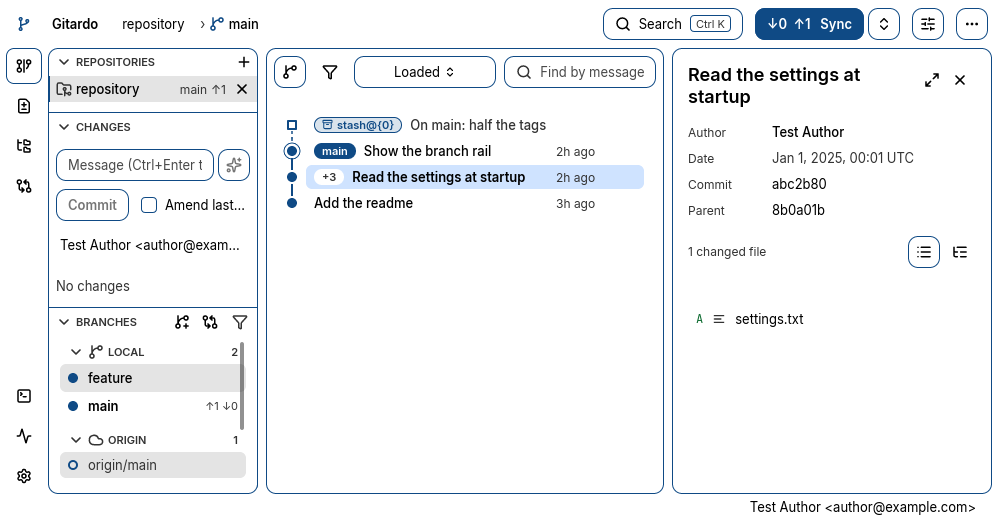 Gitardo repository › main Search Ctrl K ↓0 ↑1 Sync
REPOSITORIES
repository main ↑1
CHANGES
Message (Ctrl+Enter t
Commit Amend last...
Test Author <author@exam...
No changes
BRANCHES
LOCAL 2
feature
main ↑1 ↓0
ORIGIN 1
origin/main
Loaded Find by message
stash@{0} On main: half the tags
main Show the branch rail 2h ago
+3 Read the settings at startup 2h ago
Add the readme 3h ago
Read the settings at
startup
Author Test Author
Date Jan 1, 2025, 00:01 UTC
Commit abc2b80
Parent 8b0a01b
1 changed file
A settings.txt
Test Author <author@example.com>